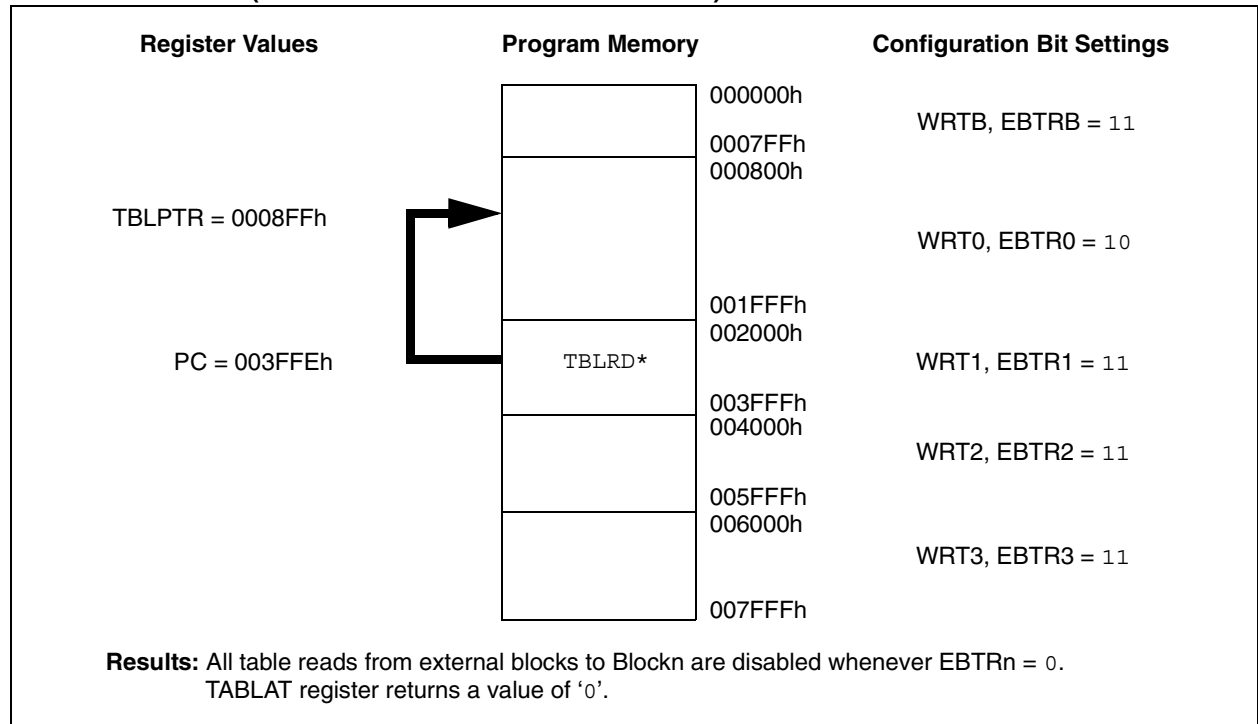 Register Values Program Memory Configuration Bit Settings
000000h
WRTB, EBTRB = 11
0007FFh
000800h
TBLPTR = 0008FFh
WRT0, EBTR0 = 10
001FFFh
002000h
PC = 003FFEh TBLRD* WRT1, EBTR1 = 11
003FFFh
004000h
WRT2, EBTR2 = 11
005FFFh
006000h
WRT3, EBTR3 = 11
007FFFh
Results: All table reads from external blocks to Blockn are disabled whenever EBTRn = 0.
TABLAT register returns a value of ‘0’.